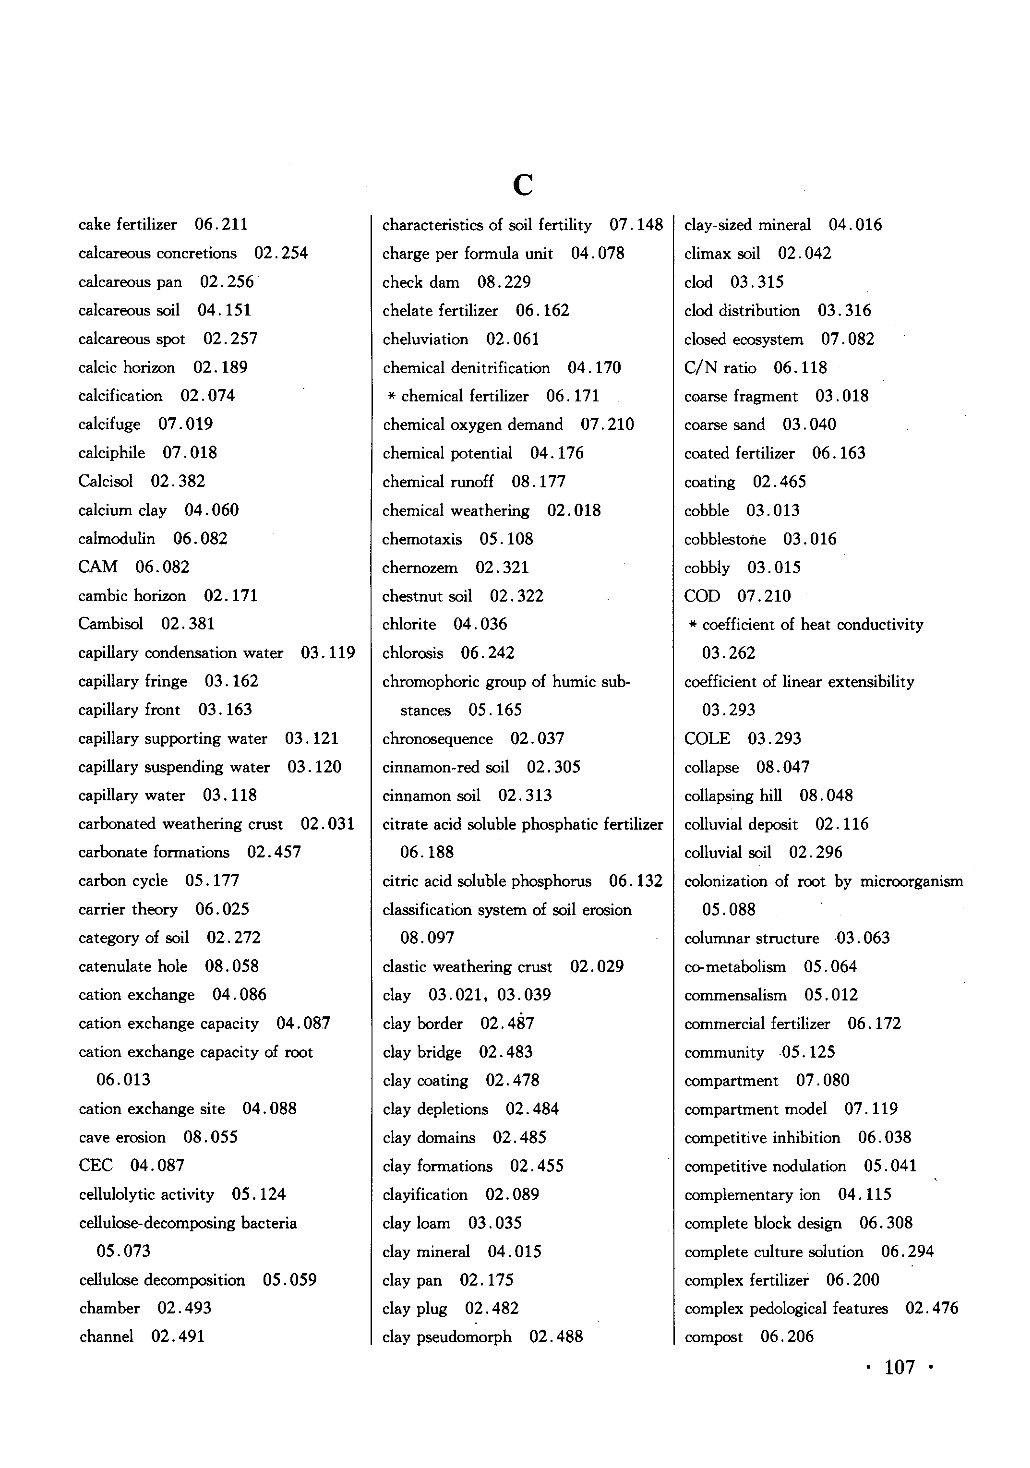 C
cake fertilizer 06.211
calcareous concretions 02.254
calcareous pan 02.256
calcareous soil 04.151
calcareous spot 02.257
calcic horizon 02.189
calcification 02.074
calcifuge 07.019
calciphile 07.018
Calcisol 02.382
calcium clay 04.060
calmodulin 06.082
CAM 06.082
cambic horizon 02.171
Cambisol 02.381
capillary condensation water 03.119
capillary fringe 03.162
capillary front 03.163
capillary supporting water 03.121
capillary suspending water 03.120
capillary water 03.118
carbonated weathering crust 02.031
carbonate formations 02.457
carbon cycle 05.177
carrier theory 06.025
category of soil 02.272
catenulate hole 08.058
cation exchange 04.086
cation exchange capacity 04.087
cation exchange capacity of root
06.013
cation exchange site 04.088
cave erosion 08.055
CEC 04.087
cellulolytic activity 05.124
cellulose-decomposing bacteria
05.073
cellulose decomposition 05.059
chamber 02.493
channel 02.491
characteristics of soil fertility 07.148
charge per formula unit 04.078
check dam 08.229
chelate fertilizer 06.162
cheluviation 02.061
chemical denitrification 04.170
* chemical fertilizer 06.171
chemical oxygen demand 07.210
chemical potential 04.176
chemical runoff 08.177
chemical weathering 02.018
chemotaxis 05.108
chernozem 02.321
chestnut soil 02.322
chlorite 04.036
chlorosis 06.242
chromophoric group of humic sub-
stances 05.165
chronosequence 02.037
cinnamon-red soil 02.305
cinnamon soil 02.313
citrate acid soluble phosphatic fertilizer
06.188
citric acid soluble phosphorus 06.132
classification system of soil erosion
08.097
clastic weathering crust 02.029
clay 03.021, 03.039
clay border 02.487
clay bridge 02.483
clay coating 02.478
clay depletions 02.484
clay domains 02.485
clay formations 02.455
clayification 02.089
clay loam 03.035
clay mineral 04.015
clay pan 02.175
clay plug 02.482
clay pseudomorph 02.488
clay-sized mineral 04.016
climax soil 02.042
clod 03.315
clod distribution 03.316
closed ecosystem 07.082
C/N ratio 06.118
coarse fragment 03.018
coarse sand 03.040
coated fertilizer 06.163
coating 02.465
cobble 03.013
cobblestone 03.016
cobbly 03.015
COD 07.210
* coefficient of heat conductivity
03.262
coefficient of linear extensibility
03.293
COLE 03.293
collapse 08.047
collapsing hill 08.048
colluvial deposit 02.116
colluvial soil 02.296
colonization of root by microorganism
05.088
columnar structure 03.063
co-metabolism 05.064
commensalism 05.012
commercial fertilizer 06.172
community 05.125
compartment 07.080
compartment model 07.119
competitive inhibition 06.038
competitive nodulation 05.041
complementary ion 04.115
complete block design 06.308
complete culture solution 06.294
complex fertilizer 06.200
complex pedological features 02.476
compost 06.206
· 107 ·